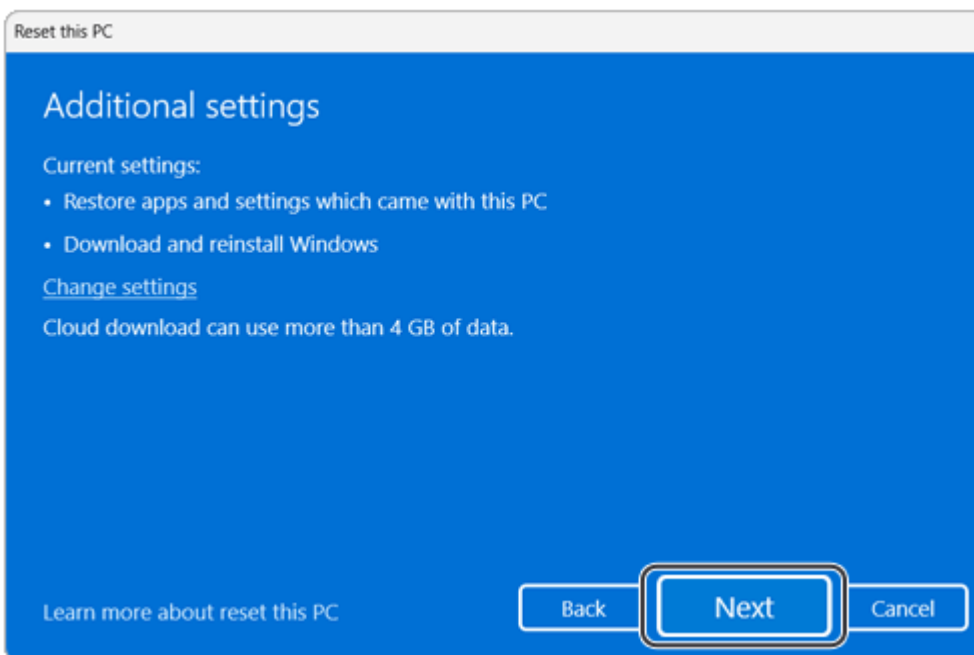 Reset this PC
Additional settings
Current settings:
• Restore apps and settings which came with this PC
• Download and reinstall Windows
Change settings
Cloud download can use more than 4 GB of data.
Learn more about reset this PC
Back
Next
Cancel